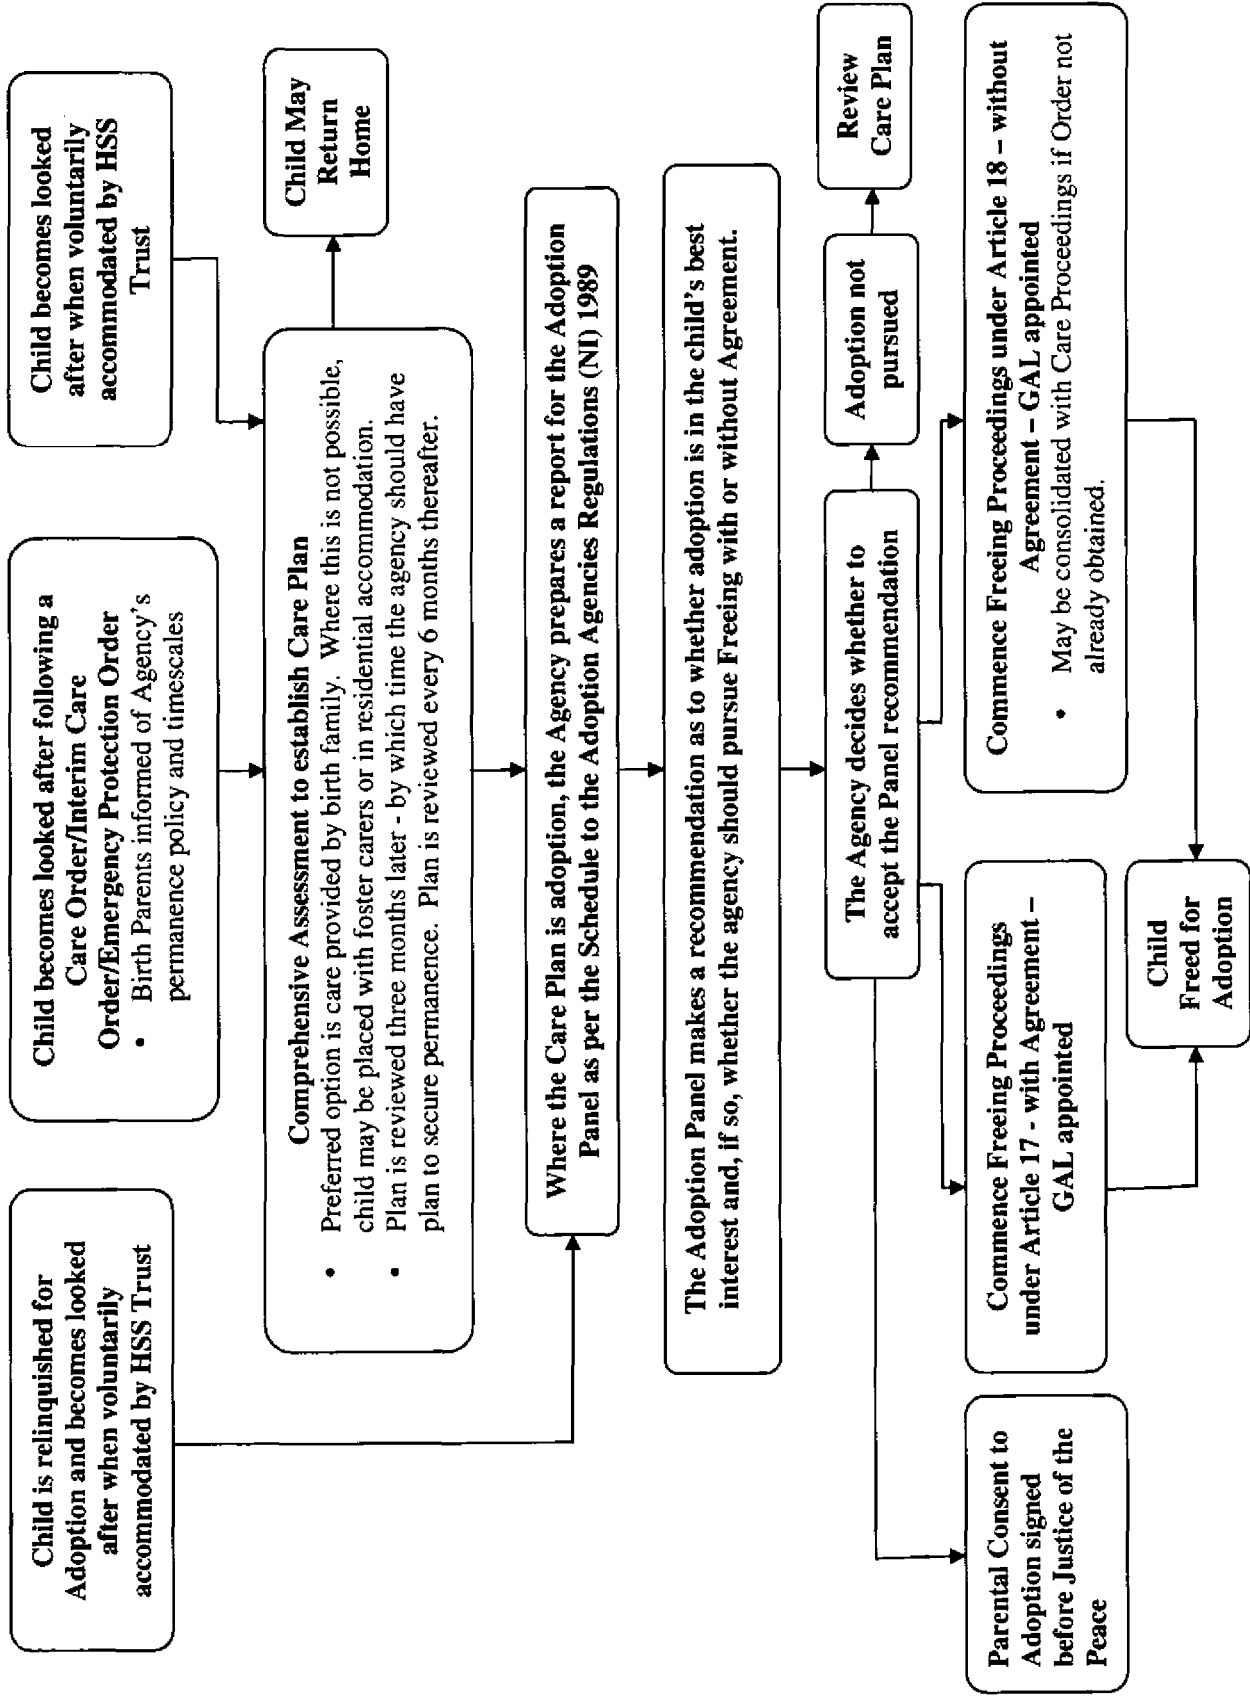 Child is relinquished for
Adoption and becomes looked
after when voluntarily
accommodated by HSS Trust
Child becomes looked after following a
Care Order/Interim Care
Order/Emergency Protection Order
• Birth Parents informed of Agency's
permanence policy and timescales
Child becomes looked
after when voluntarily
accommodated by HSS
Trust
Comprehensive Assessment to establish Care Plan
• Preferred option is care provided by birth family. Where this is not possible,
child may be placed with foster carers or in residential accommodation.
• Plan is reviewed three months later - by which time the agency should have
plan to secure permanence. Plan is reviewed every 6 months thereafter.
Child May
Return
Home
Where the Care Plan is adoption, the Agency prepares a report for the Adoption
Panel as per the Schedule to the Adoption Agencies Regulations (NI) 1989
The Adoption Panel makes a recommendation as to whether adoption is in the child's best
interest and, if so, whether the agency should pursue Freeing with or without Agreement.
The Agency decides whether to
accept the Panel recommendation
Adoption not
pursued
Review
Care Plan
Parental Consent to
Adoption signed
before Justice of the
Peace
Commence Freeing Proceedings
under Article 17 - with Agreement –
GAL appointed
Commence Freeing Proceedings under Article 18 – without
Agreement – GAL appointed
• May be consolidated with Care Proceedings if Order not
already obtained.
Child
Freed for
Adoption